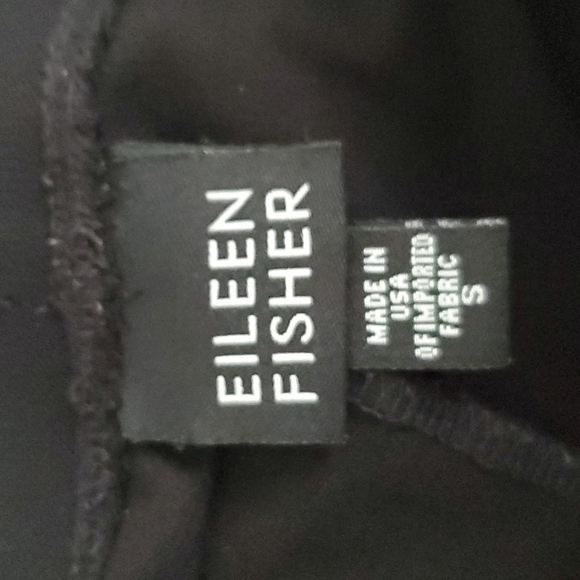 EILEEN
FISHER
MADE IN
USA
OF IMPORTED
FABRIC
S